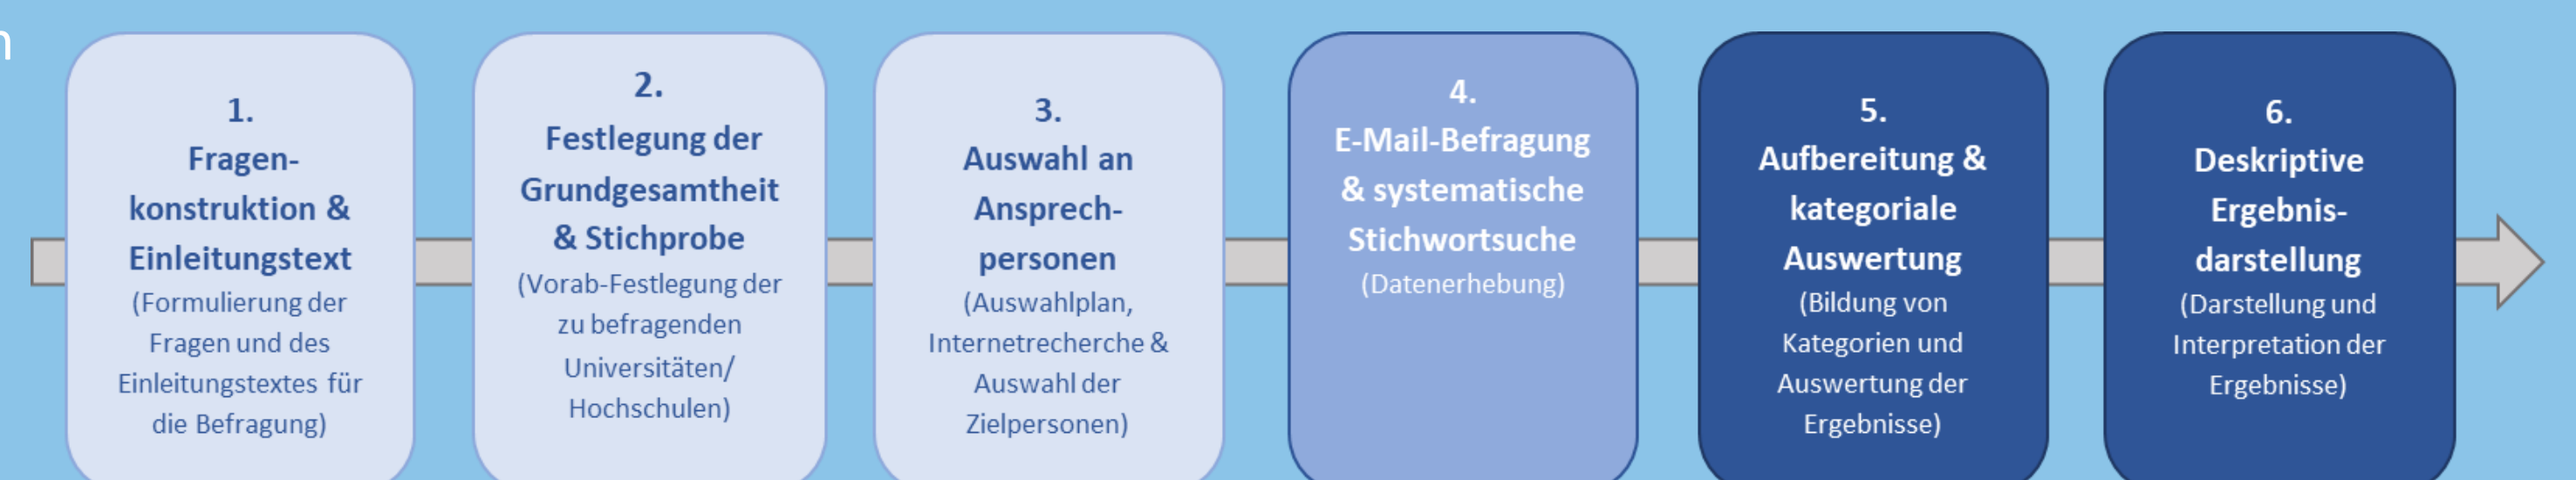 n
1.
Fragen-
konstruktion &
Einleitungstext
(Formulierung der
Fragen und des
Einleitungstextes für
die Befragung)
2.
Festlegung der
Grundgesamtheit
& Stichprobe
(Vorab-Festlegung der
zu befragenden
Universitäten/
Hochschulen)
3.
Auswahl an
Ansprech-
personen
(Auswahlplan,
Internetrecherche &
Auswahl der
Zielpersonen)
4.
E-Mail-Befragung
& systematische
Stichwortsuche
(Datenerhebung)
5.
Aufbereitung &
kategoriale
Auswertung
(Bildung von
Kategorien und
Auswertung der
Ergebnisse)
6.
Deskriptive
Ergebnis-
darstellung
(Darstellung und
Interpretation der
Ergebnisse)